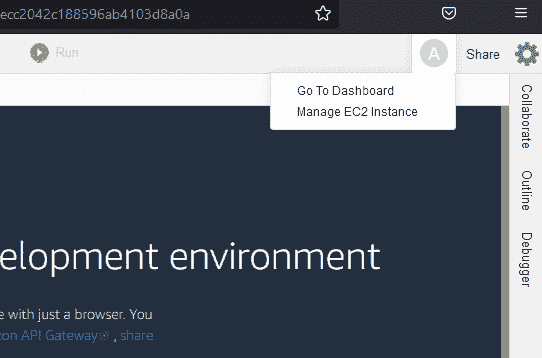 ecc2042c188596ab4103d8a0a
Run
A
Share
Go To Dashboard
Manage EC2 Instance
Collaborate
Outline
Debugger
elopment environment
e with just a browser. You
zon API Gateway , share